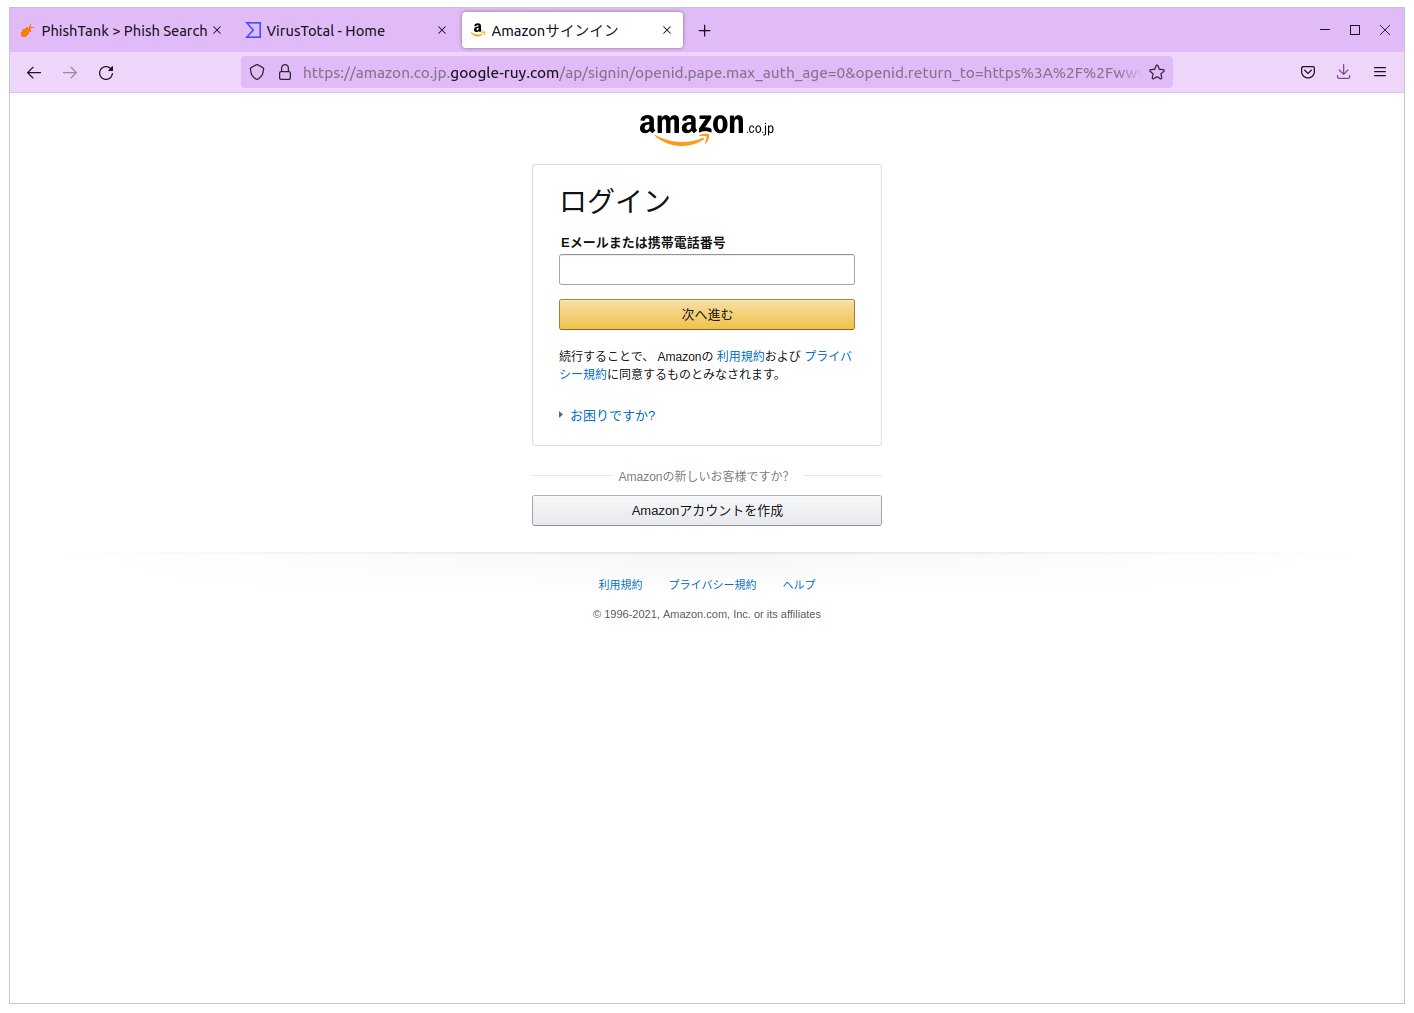 PhishTank > Phish Search
VirusTotal - Home
Amazonサインイン
https://amazon.co.jp.google-ruy.com/ap/signin/openid.pape.max_auth_age=0&openid.return_to=https%3A%2F%2Fww
amazon.co.jp
ログイン
Eメールまたは携帯電話番号
次へ進む
続行することで、 Amazonの 利用規約および プライバ
シー規約に同意するものとみなされます。
お困りですか?
Amazonの新しいお客様ですか?
Amazonアカウントを作成
利用規約 プライバシー規約 ヘルプ
© 1996-2021, Amazon.com, Inc. or its affiliates